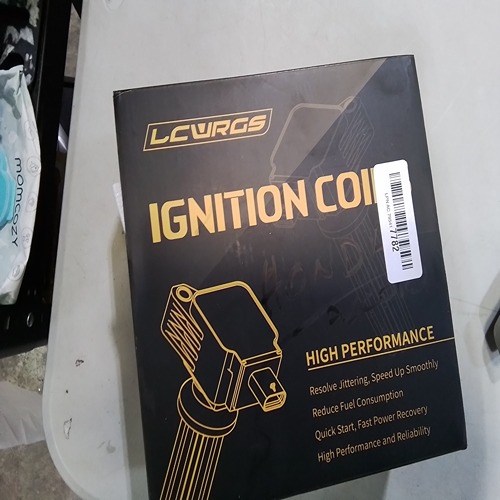 LCWRGS
IGNITION COI
7782
HIGH PERFORMANCE
Resolve Jittering, Speed Up Smoothly
Reduce Fuel Consumption
Quick Start, Fast Power Recovery
High Performance and Reliability
momcozy